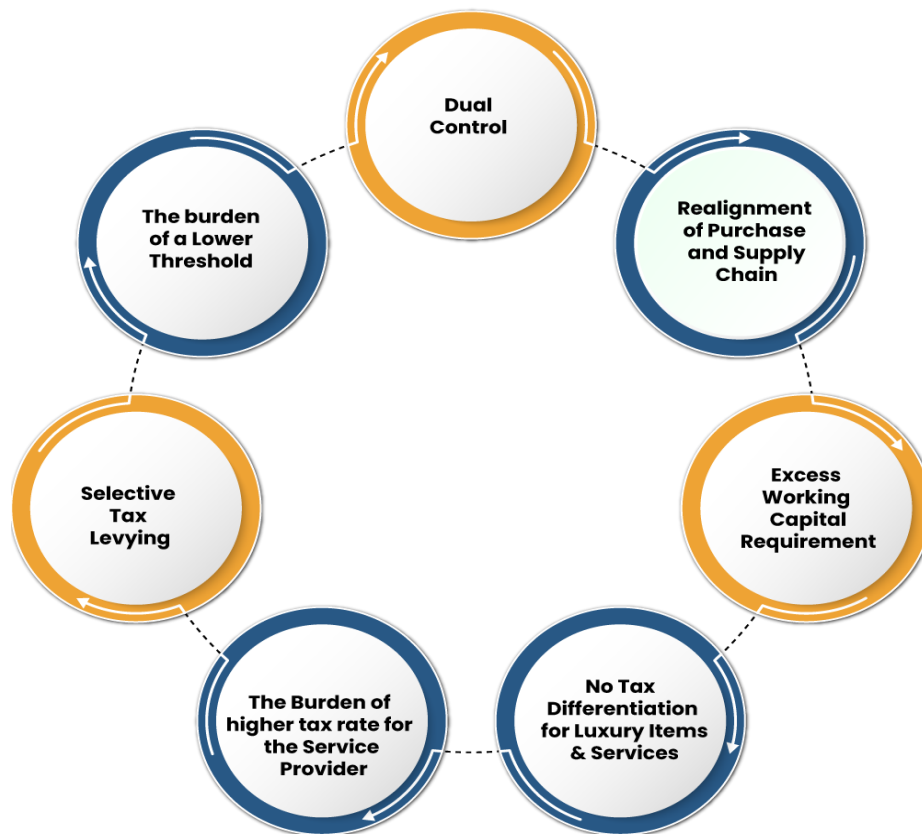 Dual
Control
Realignment
of Purchase
and Supply
Chain
Excess
Working
Capital
Requirement
No Tax
Differentiation
for Luxury Items
& Services
The Burden of
higher tax rate for
the Service
Provider
Selective
Tax
Levying
The burden
of a Lower
Threshold